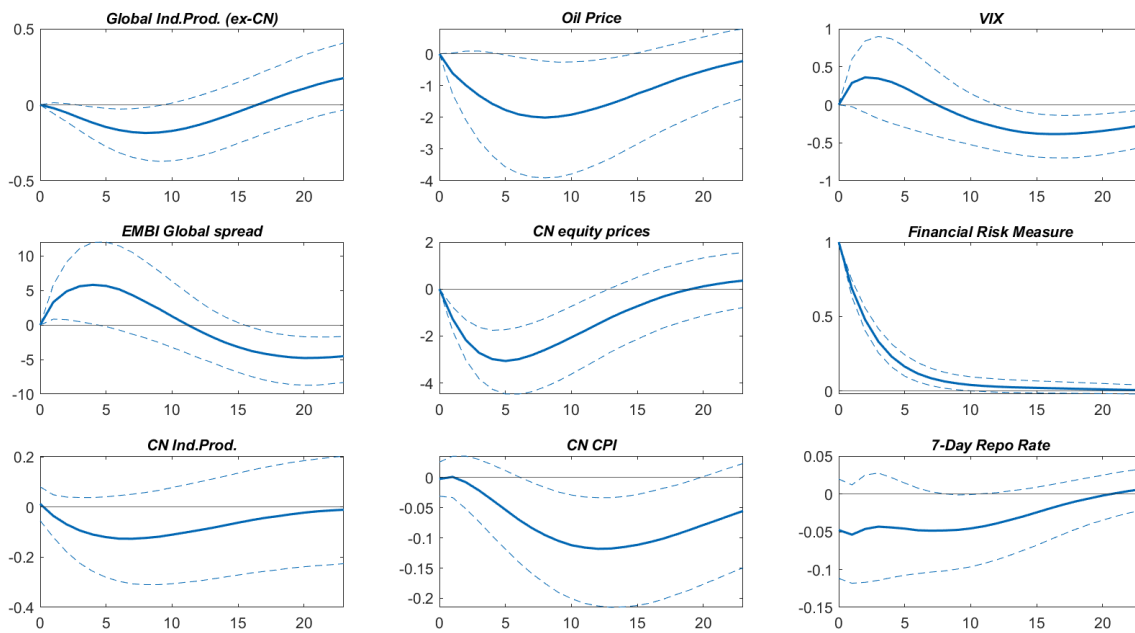 Global Ind.Prod. (ex-CN)
0.5
0
-0.5
0 5 10 15 20
Oil Price
0
-1
-2
-3
-4
0 5 10 15 20
VIX
1
0.5
0
-0.5
-1
0 5 10 15 20
EMBI Global spread
10
5
0
-5
-10
0 5 10 15 20
CN equity prices
2
0
-2
-4
0 5 10 15 20
Financial Risk Measure
1
0.5
0
0 5 10 15 20
CN Ind.Prod.
0.2
0
-0.2
-0.4
0 5 10 15 20
CN CPI
0
-0.05
-0.1
-0.15
-0.2
0 5 10 15 20
7-Day Repo Rate
0.05
0
-0.05
-0.1
-0.15
0 5 10 15 20